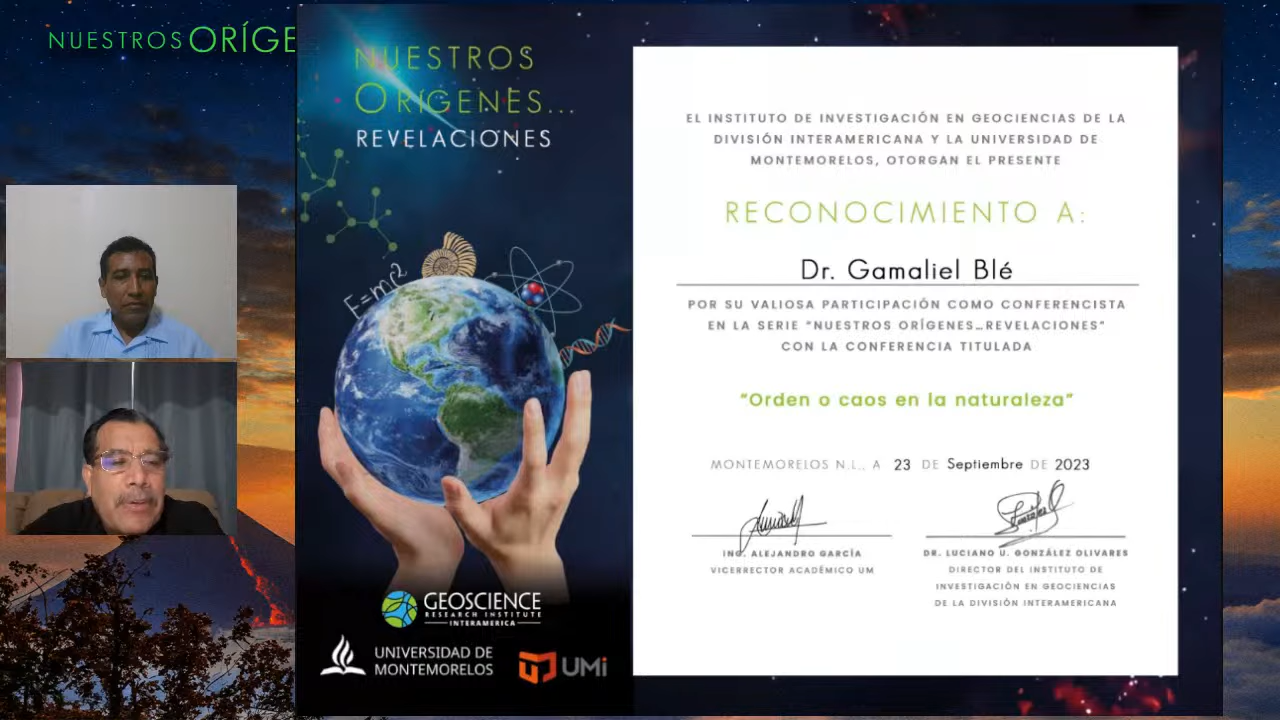 NUESTROS ORÍGE
NUESTROS
ORÍGENES...
REVELACIONES
F=mc2
GEOSCIENCE
RESEARCH INSTITUTE
INTERAMERICA
UNIVERSIDAD DE
MONTEMORELOS
UMi
EL INSTITUTO DE INVESTIGACIÓN EN GEOCIENCIAS DE LA
DIVISIÓN INTERAMERICANA Y LA UNIVERSIDAD DE
MONTEMORELOS, OTORGAN EL PRESENTE
RECONOCIMIENTO A:
Dr. Gamaliel Blé
POR SU VALIOSA PARTICIPACIÓN COMO CONFERENCISTA
EN LA SERIE "NUESTROS ORÍGENES...REVELACIONES"
CON LA CONFERENCIA TITULADA
"Orden o caos en la naturaleza"
MONTEMORELOS N.L., A 23 DE Septiembre DE 2023
ING. ALEJANDRO GARCÍA
VICERRECTOR ACADÉMICO UM
DR. LUCIANO U. GONZÁLEZ OLIVARES
DIRECTOR DEL INSTITUTO DE
INVESTIGACIÓN EN GEOCIENCIAS
DE LA DIVISIÓN INTERAMERICANA